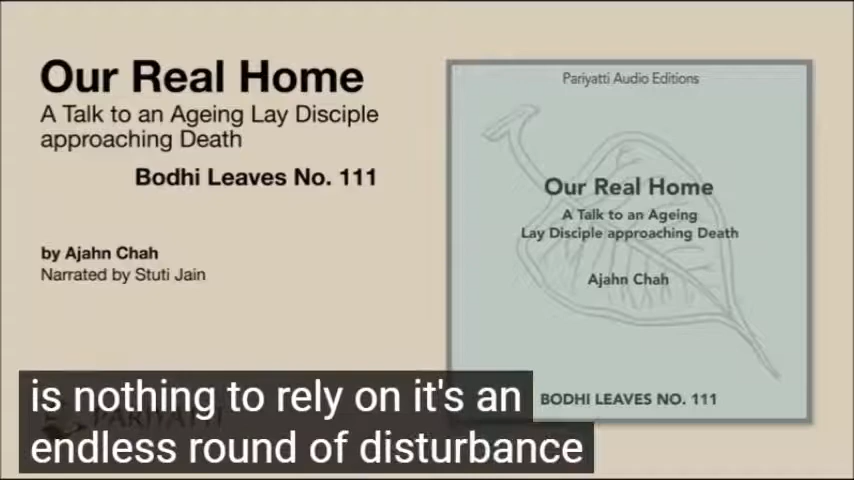 Our Real Home
A Talk to an Ageing Lay Disciple
approaching Death
Bodhi Leaves No. 111
by Ajahn Chah
Narrated by Stuti Jain
Pariyatti Audio Editions
Our Real Home
A Talk to an Ageing
Lay Disciple approaching Death
Ajahn Chah
BODHI LEAVES NO. 111
PARIYATTI
is nothing to rely on it's an
endless round of disturbance